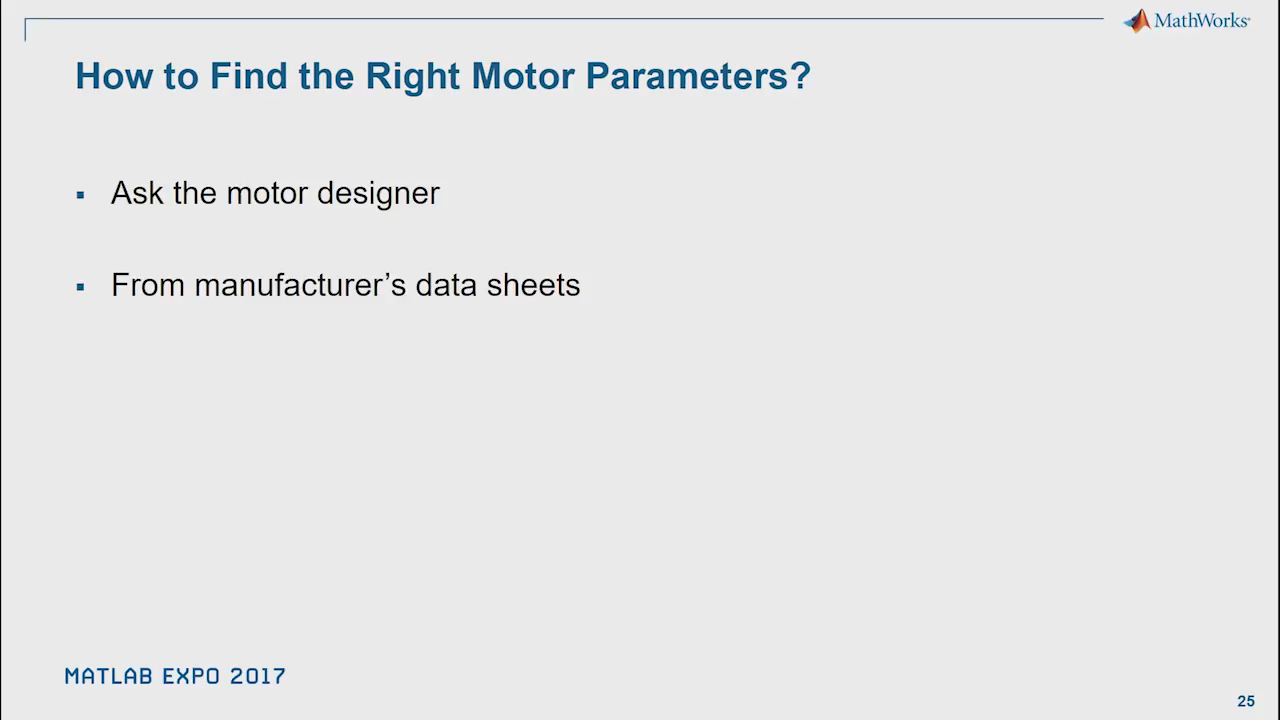 MathWorks®
How to Find the Right Motor Parameters?
▪ Ask the motor designer
▪ From manufacturer’s data sheets
MATLAB EXPO 2017
25